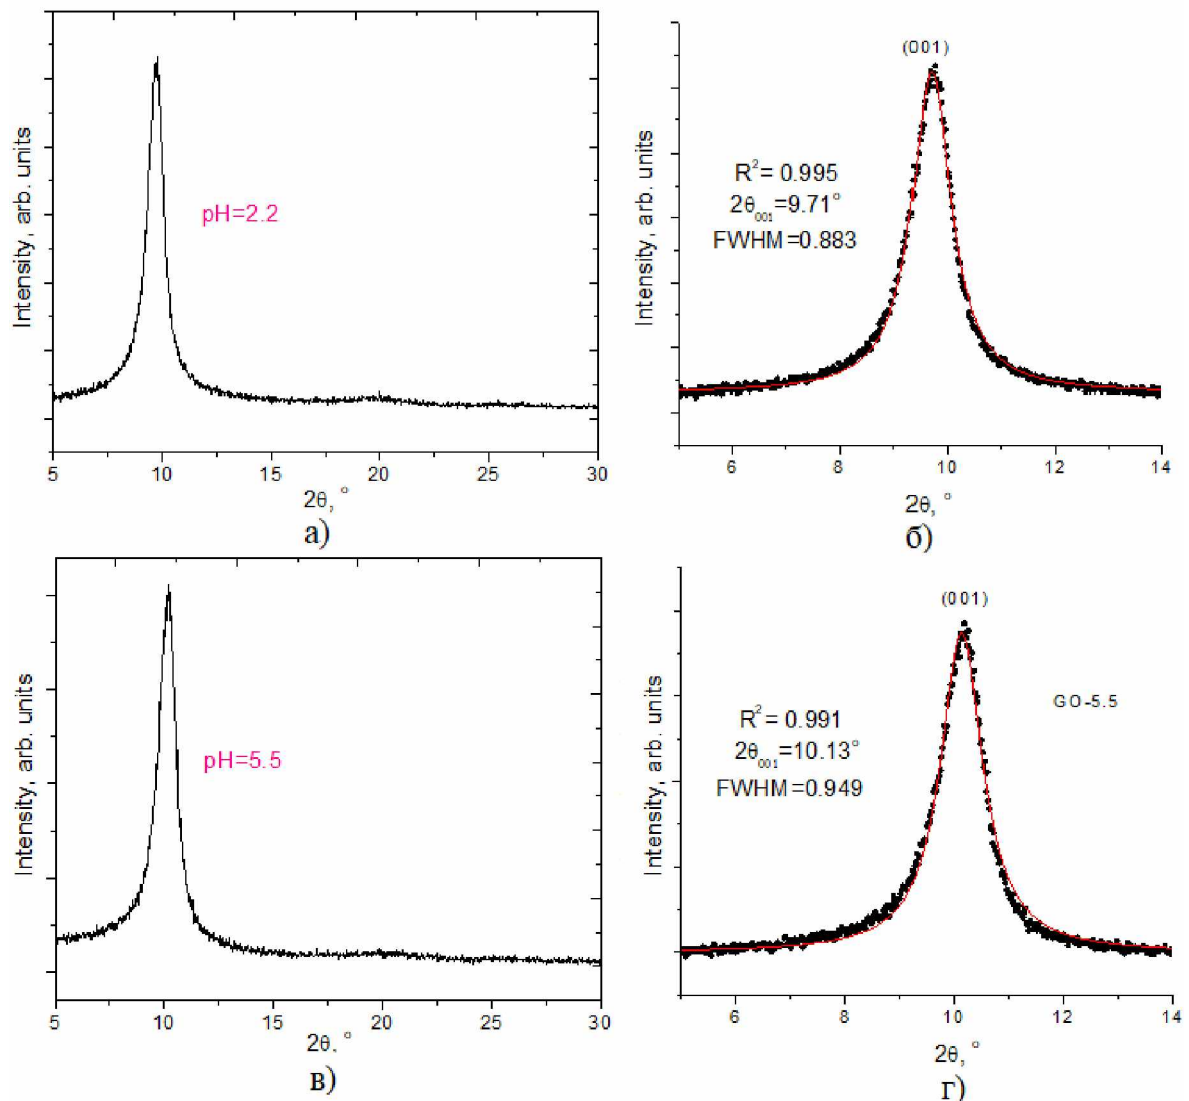 Intensity, arb. units
pH=2.2
5 10 15 20 25 30
2θ, °
а)
(001)
Intensity, arb. units
R²= 0.995
2θ₀₀₁=9.71°
FWHM=0.883
6 8 10 12 14
2θ, °
б)
Intensity, arb. units
pH=5.5
5 10 15 20 25 30
2θ, °
в)
(001)
Intensity, arb. units
GO-5.5
R²= 0.991
2θ₀₀₁=10.13°
FWHM=0.949
6 8 10 12 14
2θ, °
г)